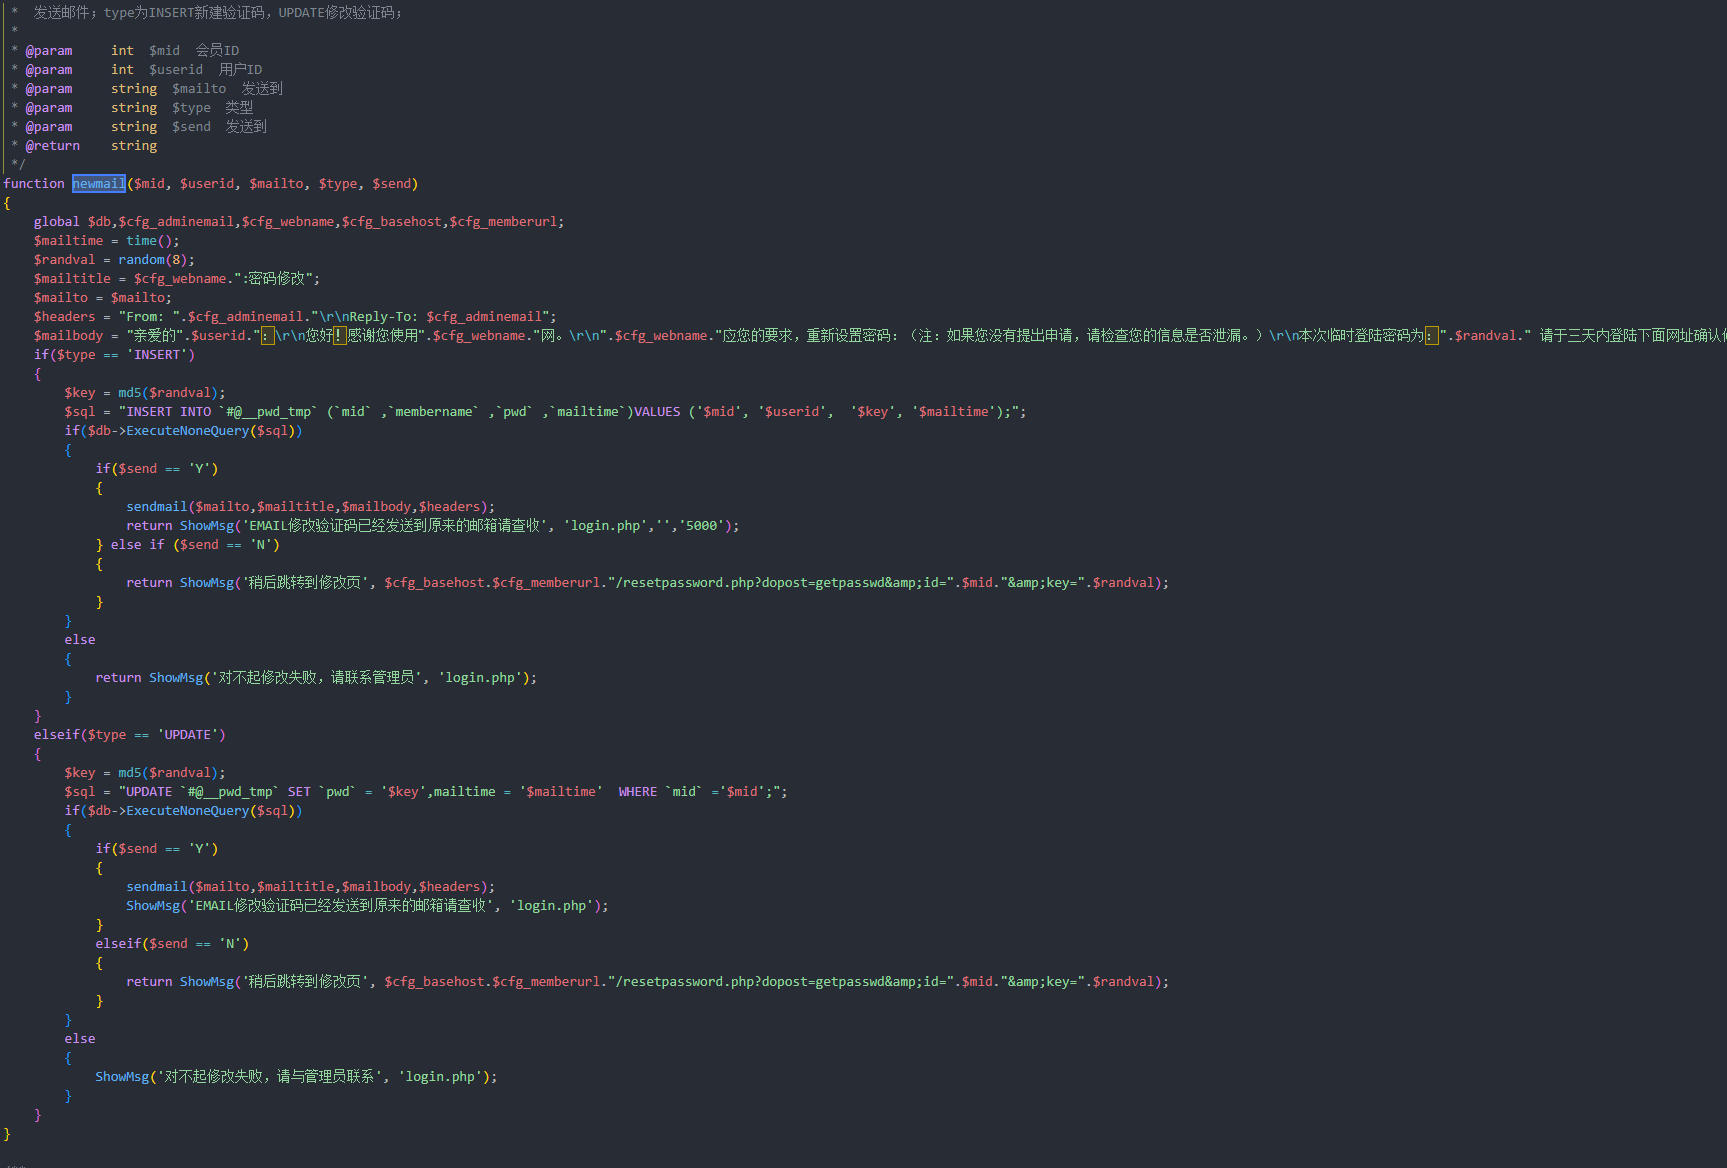 *  发送邮件；type为INSERT新建验证码，UPDATE修改验证码；
*
* @param     int  $mid  会员ID
* @param     int  $userid  用户ID
* @param     string  $mailto  发送到
* @param     string  $type  类型
* @param     string  $send  发送到
* @return    string
*/
function newmail($mid, $userid, $mailto, $type, $send)
{
    global $db,$cfg_adminemail,$cfg_webname,$cfg_basehost,$cfg_memberurl;
    $mailtime = time();
    $randval = random(8);
    $mailtitle = $cfg_webname.":密码修改";
    $mailto = $mailto;
    $headers = "From: ".$cfg_adminemail."\r\nReply-To: $cfg_adminemail";
    $mailbody = "亲爱的".$userid."：\r\n您好！感谢您使用".$cfg_webname."网。\r\n".$cfg_webname."应您的要求，重新设置密码：（注：如果您没有提出申请，请检查您的信息是否泄漏。）\r\n本次临时登陆密码为：".$randval." 请于三天内登陆下面网址确认
    if($type == 'INSERT')
    {
        $key = md5($randval);
        $sql = "INSERT INTO `#@__pwd_tmp` (`mid` ,`membername` ,`pwd` ,`mailtime`)VALUES ('$mid', '$userid',  '$key', '$mailtime');";
        if($db->ExecuteNoneQuery($sql))
        {
            if($send == 'Y')
            {
                sendmail($mailto,$mailtitle,$mailbody,$headers);
                return ShowMsg('EMAIL修改验证码已经发送到原来的邮箱请查收', 'login.php','','5000');
            } else if ($send == 'N')
            {
                return ShowMsg('稍后跳转到修改页', $cfg_basehost.$cfg_memberurl."/resetpassword.php?dopost=getpasswd&amp;id=".$mid."&amp;key=".$randval);
            }
        }
        else
        {
            return ShowMsg('对不起修改失败，请联系管理员', 'login.php');
        }
    }
    elseif($type == 'UPDATE')
    {
        $key = md5($randval);
        $sql = "UPDATE `#@__pwd_tmp` SET `pwd` = '$key',mailtime = '$mailtime'  WHERE `mid` ='$mid';";
        if($db->ExecuteNoneQuery($sql))
        {
            if($send == 'Y')
            {
                sendmail($mailto,$mailtitle,$mailbody,$headers);
                ShowMsg('EMAIL修改验证码已经发送到原来的邮箱请查收', 'login.php');
            }
            elseif($send == 'N')
            {
                return ShowMsg('稍后跳转到修改页', $cfg_basehost.$cfg_memberurl."/resetpassword.php?dopost=getpasswd&amp;id=".$mid."&amp;key=".$randval);
            }
        }
        else
        {
            ShowMsg('对不起修改失败，请与管理员联系', 'login.php');
        }
    }
}